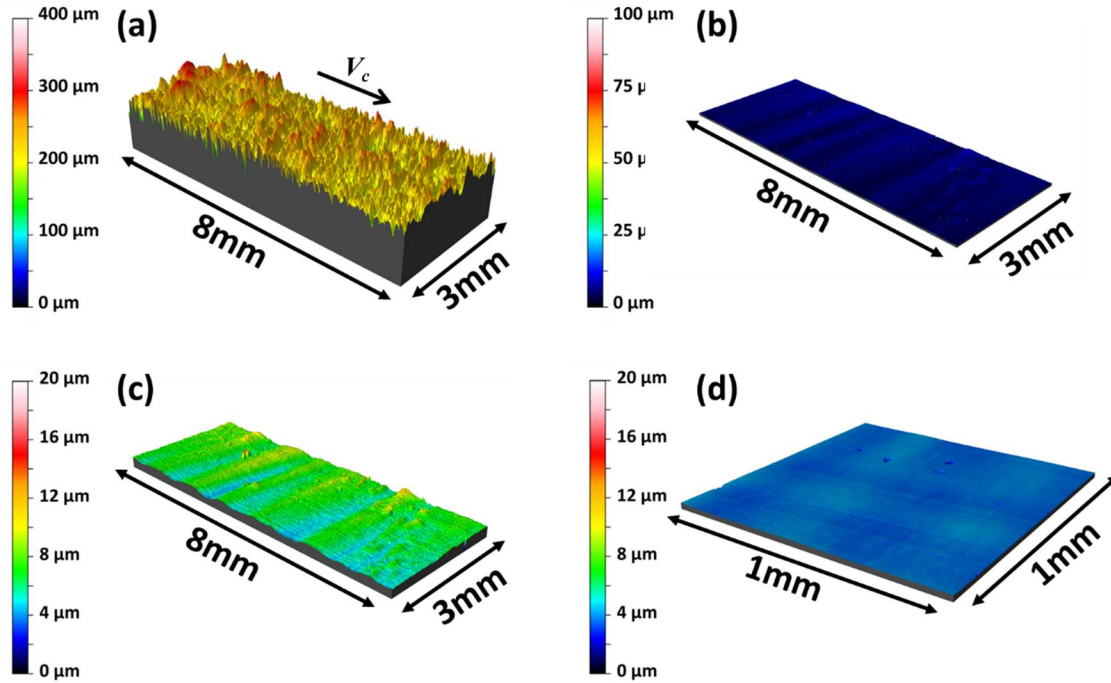 400 µm
300 µm
200 µm
100 µm
0 µm
(a)
Vc
8mm
3mm
100 µm
75 µ
50 µ
25 µ
0 µm
(b)
8mm
3mm
20 µm
16 µm
12 µm
8 µm
4 µm
0 µm
(c)
8mm
3mm
20 µm
16 µm
12 µm
8 µm
4 µm
0 µm
(d)
1mm
1mm